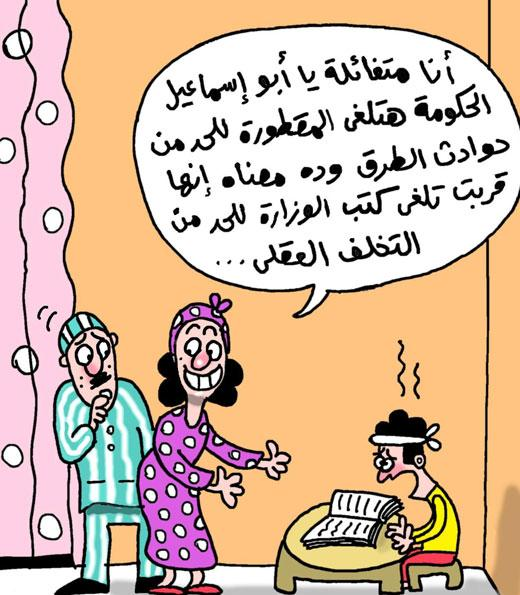 أنا متفائلة يا أبو إسماعيل
الحكومة هتلغى المقطورة للحد من
حوادث الطرق وده معناه إنها
قربت تلغى كتب الوزارة للحد من
التخلف العقلى ...